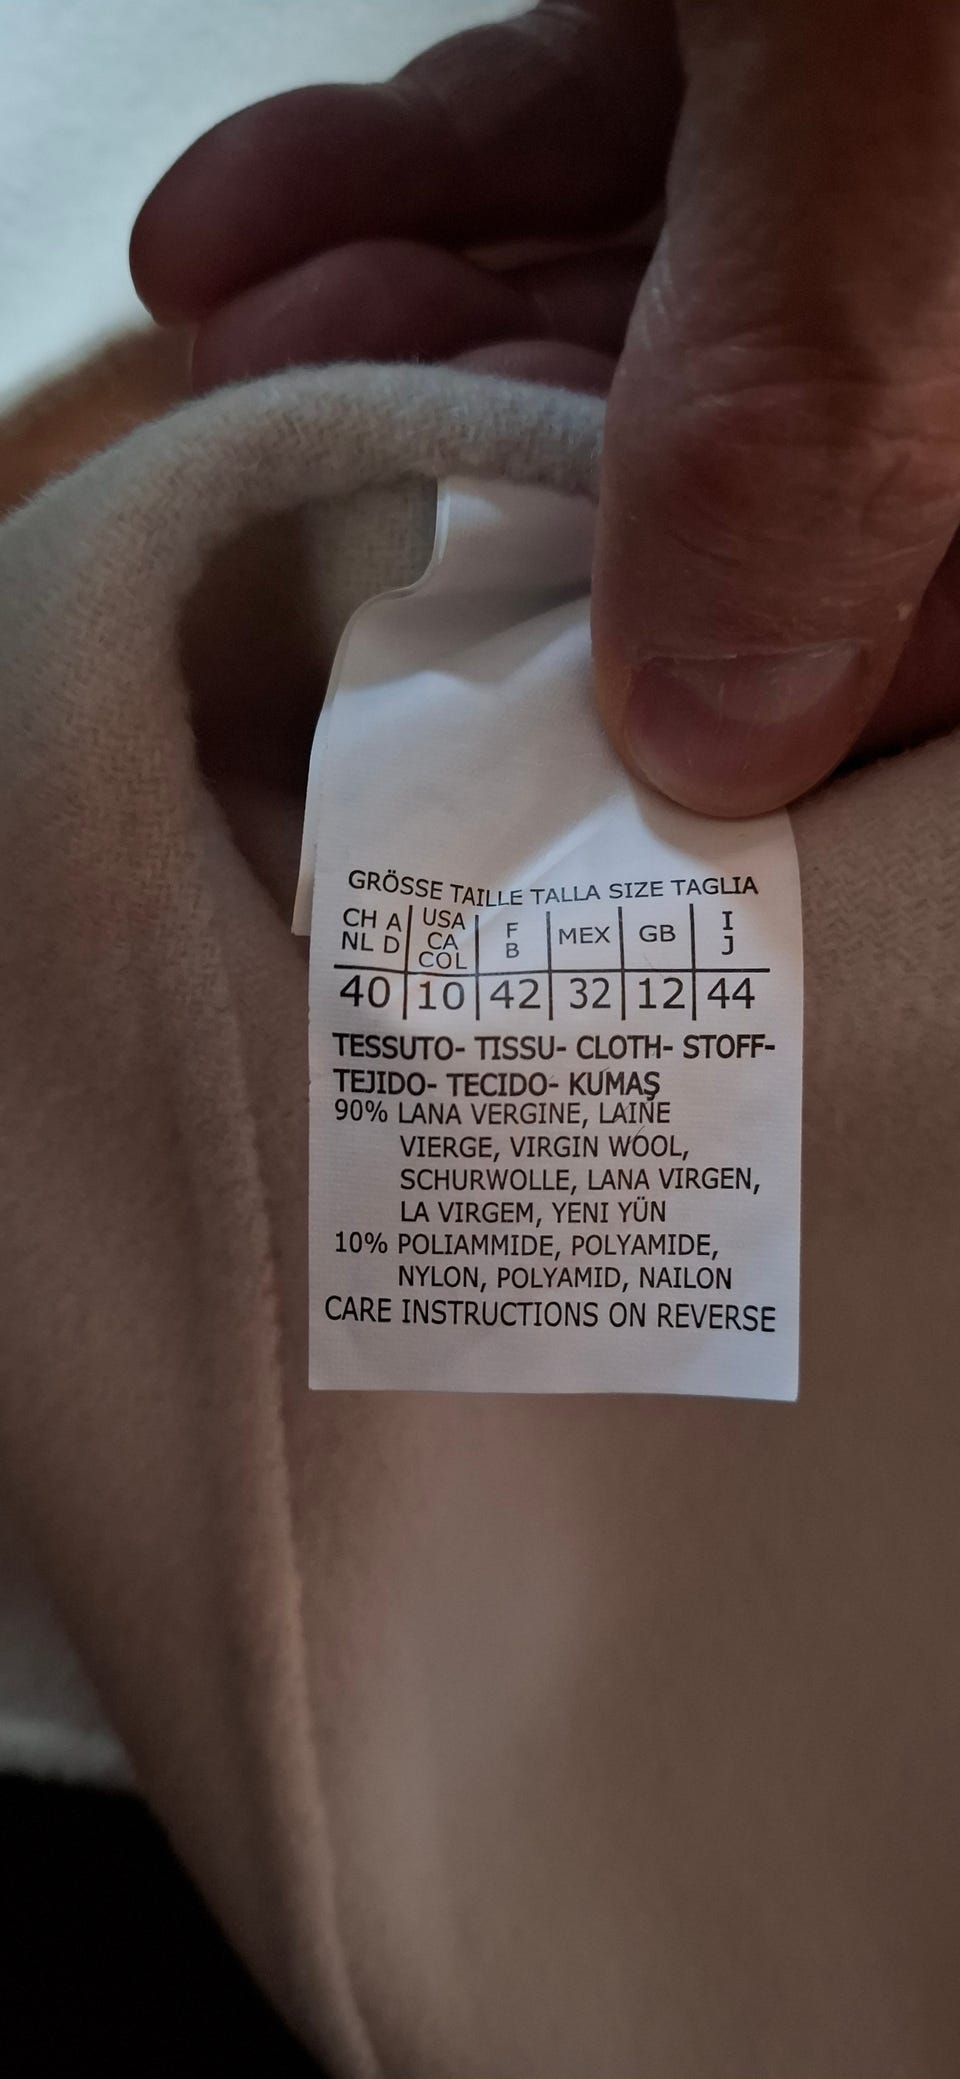 GRÖSSE TAILLE TALLA SIZE TAGLIA
CH A NL D | USA CA COL | F B | MEX | GB | I J
40 | 10 | 42 | 32 | 12 | 44
TESSUTO- TISSU- CLOTH- STOFF-
TEJIDO- TECIDO- KUMAŞ
90% LANA VERGINE, LAINE
VIERGE, VIRGIN WOOL,
SCHURWOLLE, LANA VIRGEN,
LA VIRGEM, YENI YÜN
10% POLIAMMIDE, POLYAMIDE,
NYLON, POLYAMID, NAILON
CARE INSTRUCTIONS ON REVERSE